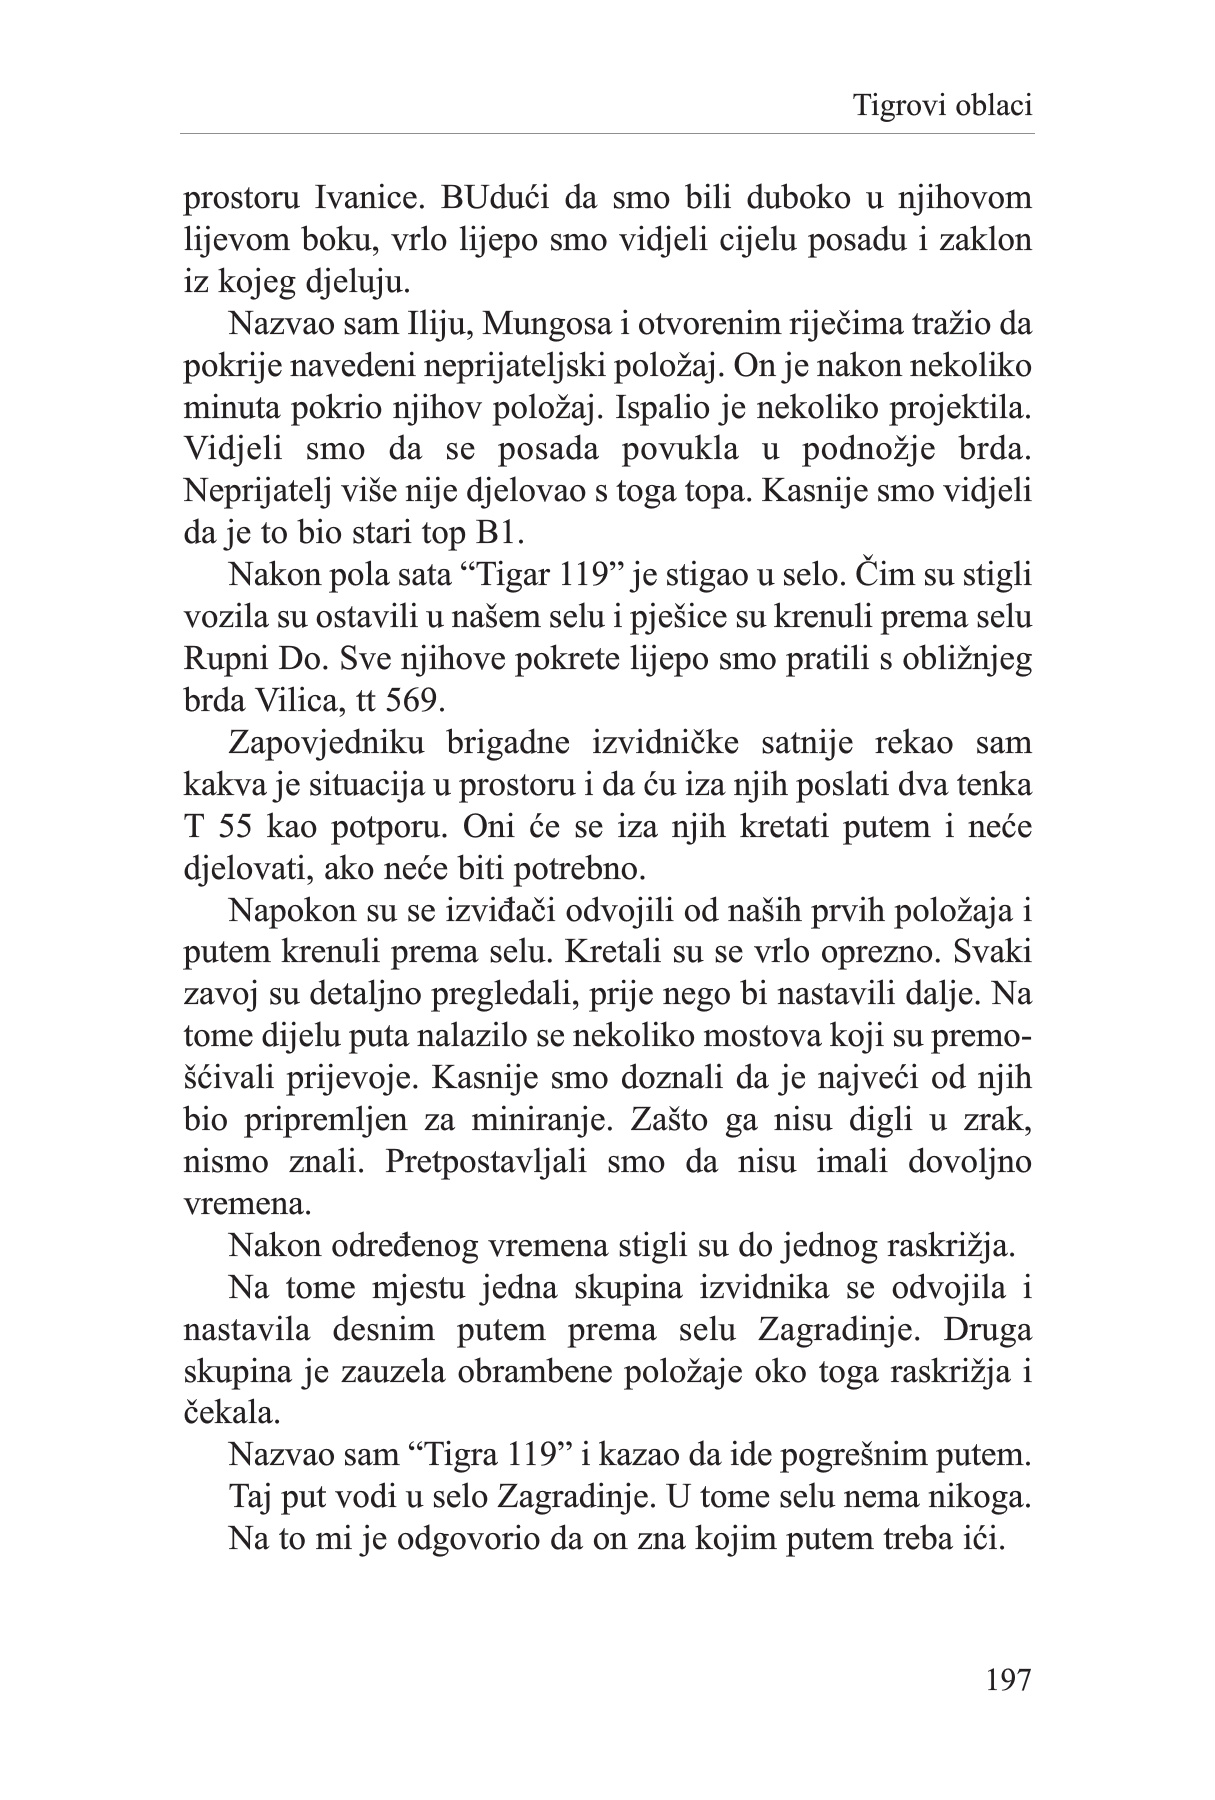 Tigrovi oblaci
prostoru Ivanice. BUdući da smo bili duboko u njihovom
lijevom boku, vrlo lijepo smo vidjeli cijelu posadu i zaklon
iz kojeg djeluju.
Nazvao sam Iliju, Mungosa i otvorenim riječima tražio da
pokrije navedeni neprijateljski položaj. On je nakon nekoliko
minuta pokrio njihov položaj. Ispalio je nekoliko projektila.
Vidjeli smo da se posada povukla u podnožje brda.
Neprijatelj više nije djelovao s toga topa. Kasnije smo vidjeli
da je to bio stari top B1.
Nakon pola sata “Tigar 119” je stigao u selo. Čim su stigli
vozila su ostavili u našem selu i pješice su krenuli prema selu
Rupni Do. Sve njihove pokrete lijepo smo pratili s obližnjeg
brda Vilica, tt 569.
Zapovjedniku brigadne izvidničke satnije rekao sam
kakva je situacija u prostoru i da ću iza njih poslati dva tenka
T 55 kao potporu. Oni će se iza njih kretati putem i neće
djelovati, ako neće biti potrebno.
Napokon su se izviđači odvojili od naših prvih položaja i
putem krenuli prema selu. Kretali su se vrlo oprezno. Svaki
zavoj su detaljno pregledali, prije nego bi nastavili dalje. Na
tome dijelu puta nalazilo se nekoliko mostova koji su premo-
šćivali prijevoje. Kasnije smo doznali da je najveći od njih
bio pripremljen za miniranje. Zašto ga nisu digli u zrak,
nismo znali. Pretpostavljali smo da nisu imali dovoljno
vremena.
Nakon određenog vremena stigli su do jednog raskrižja.
Na tome mjestu jedna skupina izvidnika se odvojila i
nastavila desnim putem prema selu Zagradinje. Druga
skupina je zauzela obrambene položaje oko toga raskrižja i
čekala.
Nazvao sam “Tigra 119” i kazao da ide pogrešnim putem.
Taj put vodi u selo Zagradinje. U tome selu nema nikoga.
Na to mi je odgovorio da on zna kojim putem treba ići.
197